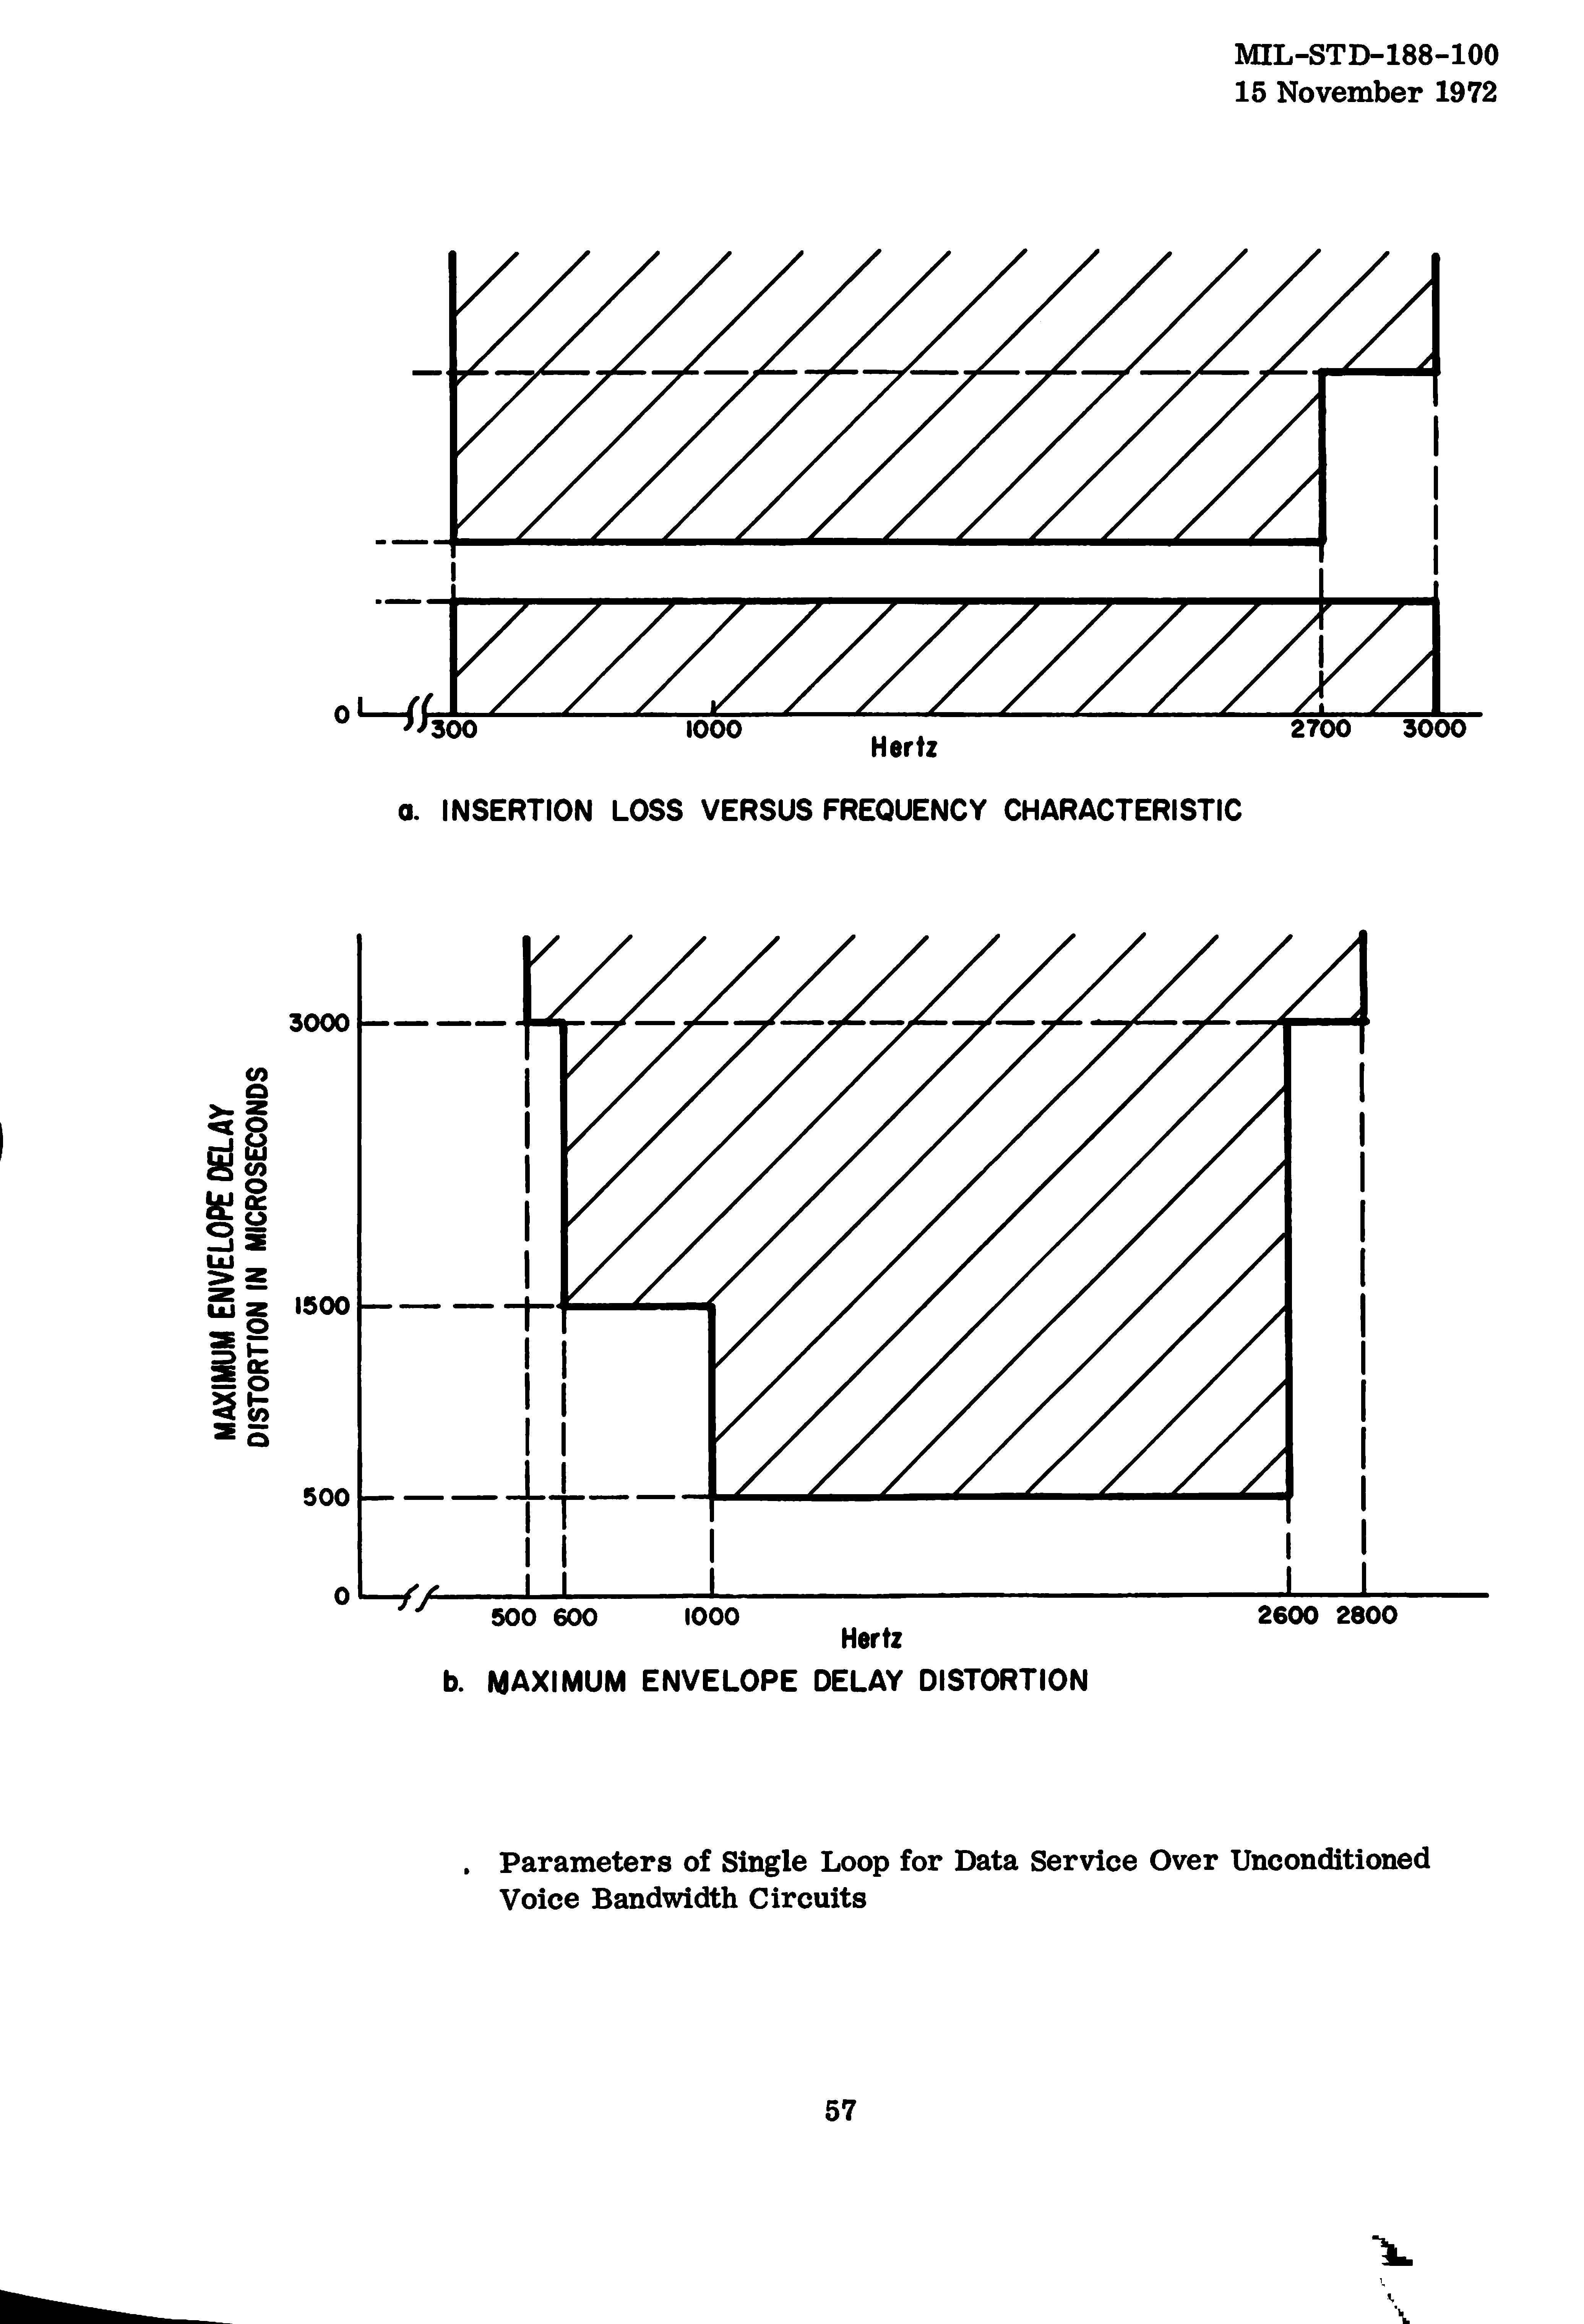 MIL-STD-188-100
15 November 1972
0
300
1000
2700
3000
Hertz
a. INSERTION LOSS VERSUS FREQUENCY CHARACTERISTIC
3000
1500
500
0
MAXIMUM ENVELOPE DELAY
DISTORTION IN MICROSECONDS
500
600
1000
2600
2800
Hertz
b. MAXIMUM ENVELOPE DELAY DISTORTION
. Parameters of Single Loop for Data Service Over Unconditioned
Voice Bandwidth Circuits
57